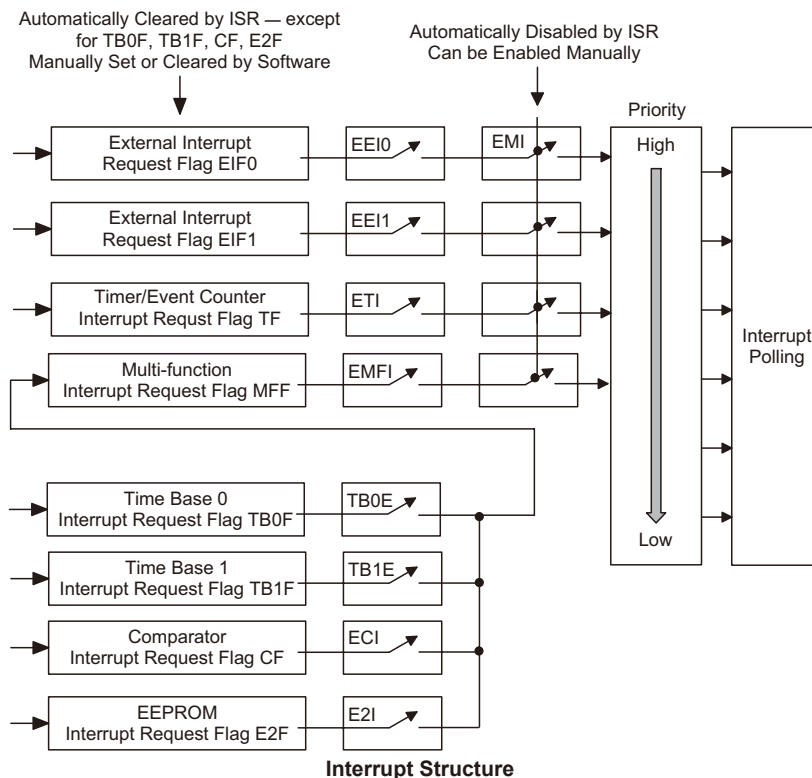 Automatically Cleared by ISR — except
for TB0F, TB1F, CF, E2F
Manually Set or Cleared by Software
Automatically Disabled by ISR
Can be Enabled Manually
Priority
External Interrupt
Request Flag EIF0
EEI0
EMI
High
External Interrupt
Request Flag EIF1
EEI1
Timer/Event Counter
Interrupt Requst Flag TF
ETI
Interrupt
Polling
Multi-function
Interrupt Request Flag MFF
EMFI
Time Base 0
Interrupt Request Flag TB0F
TB0E
Low
Time Base 1
Interrupt Request Flag TB1F
TB1E
Comparator
Interrupt Request Flag CF
ECI
EEPROM
Interrupt Request Flag E2F
E2I
Interrupt Structure